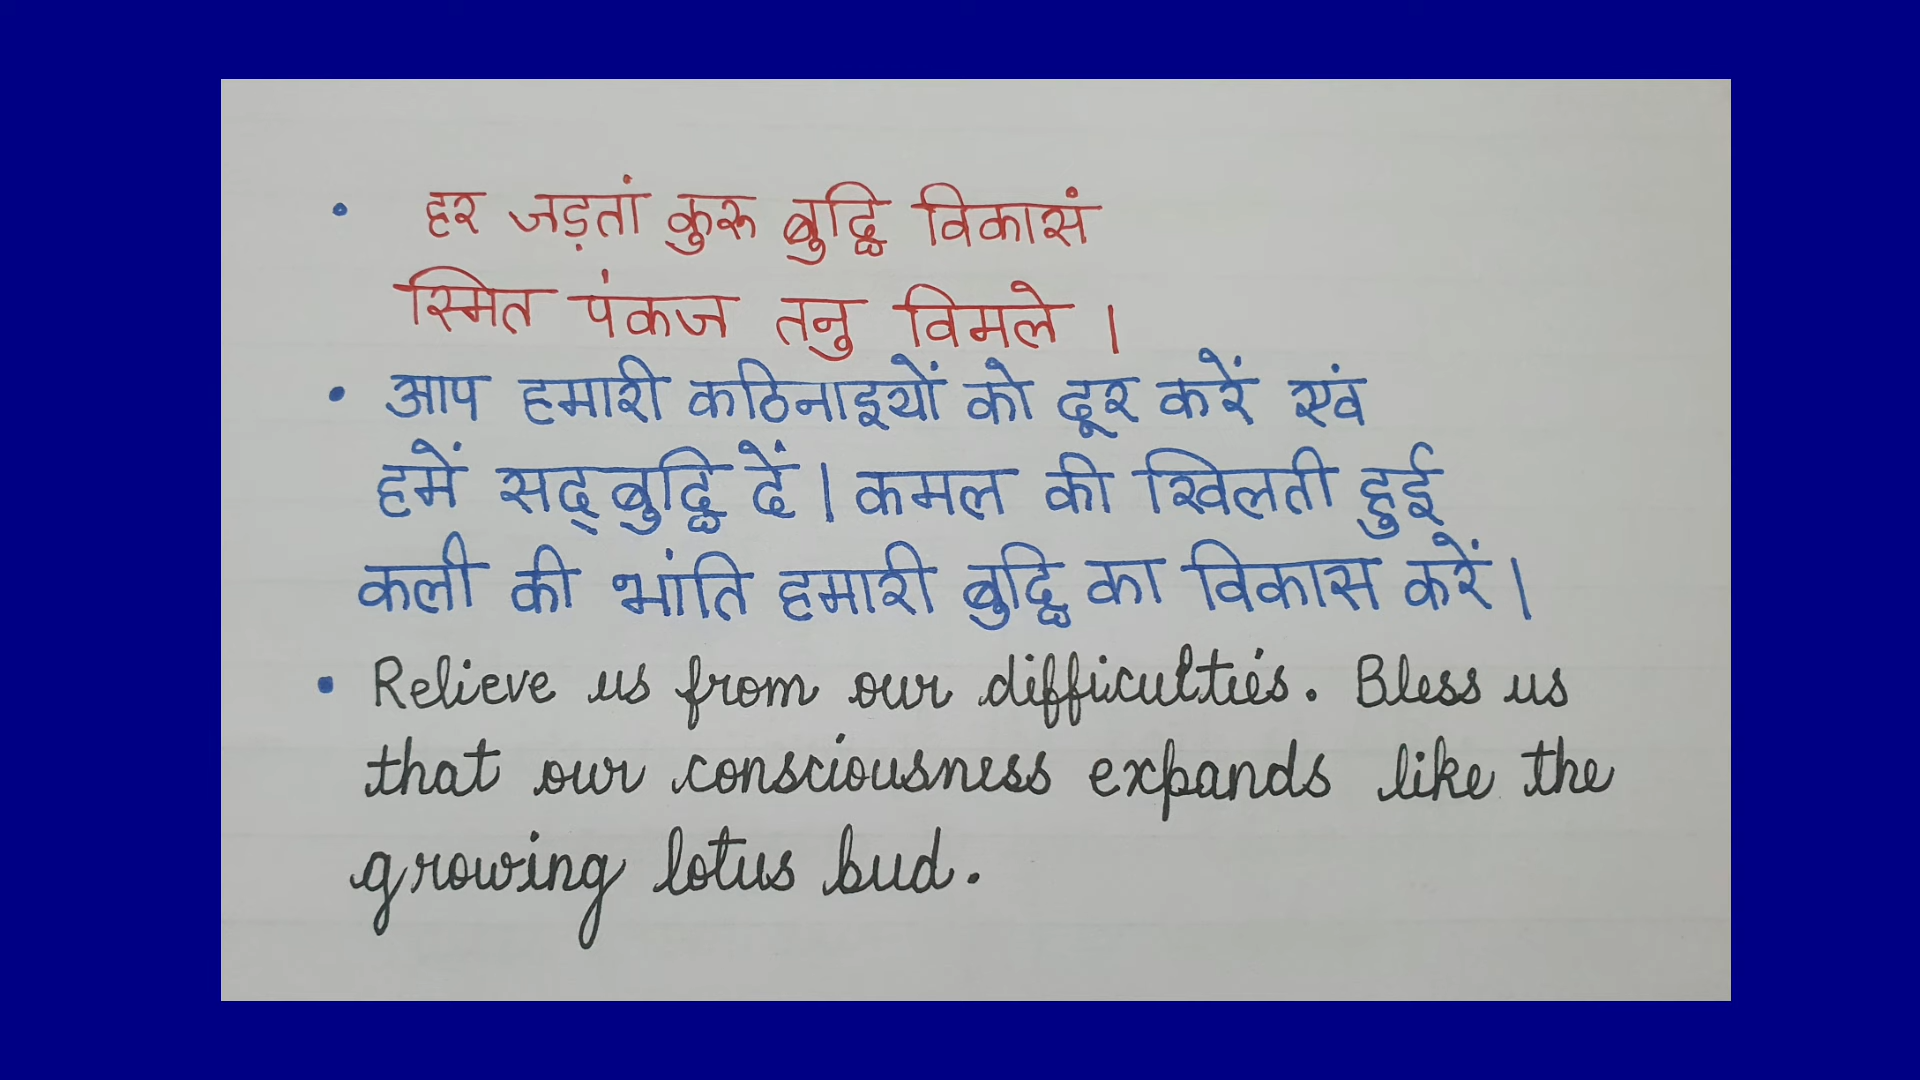 • हर जड़तां कुरु बुद्धि विकासं
स्मित पंकज तनु विमले ।
• आप हमारी कठिनाइयों को दूर करें एवं
हमें सद्बुद्धि दें । कमल की खिलती हुई
कली की भांति हमारी बुद्धि का विकास करें ।
• Relieve us from our difficulties. Bless us
that our consciousness expands like the
growing lotus bud.